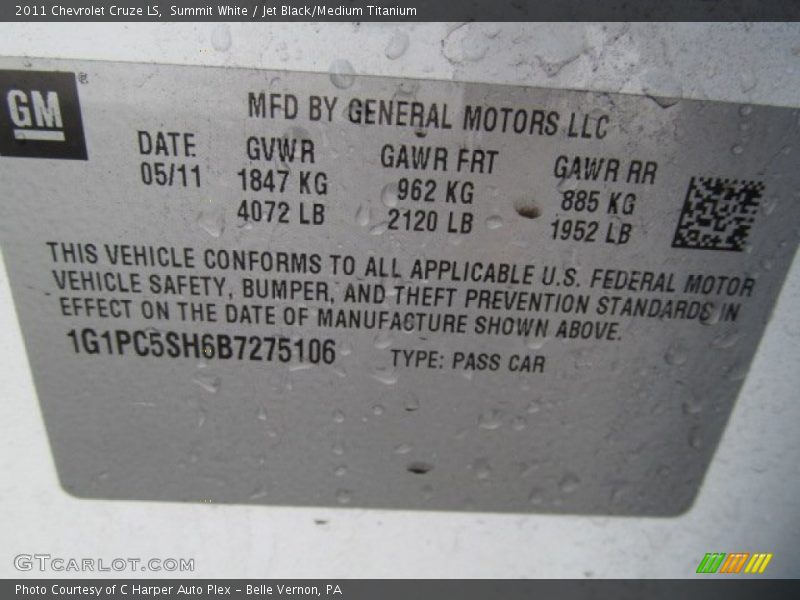 2011 Chevrolet Cruze LS,  Summit White / Jet Black/Medium Titanium
GM ®
MFD BY GENERAL MOTORS LLC
DATE GVWR GAWR FRT GAWR RR
05/11 1847 KG 962 KG 885 KG
4072 LB 2120 LB 1952 LB
THIS VEHICLE CONFORMS TO ALL APPLICABLE U.S. FEDERAL MOTOR
VEHICLE SAFETY, BUMPER, AND THEFT PREVENTION STANDARDS IN
EFFECT ON THE DATE OF MANUFACTURE SHOWN ABOVE.
1G1PC5SH6B7275106 TYPE: PASS CAR
GTCARLOT.COM
Photo Courtesy of C Harper Auto Plex - Belle Vernon, PA